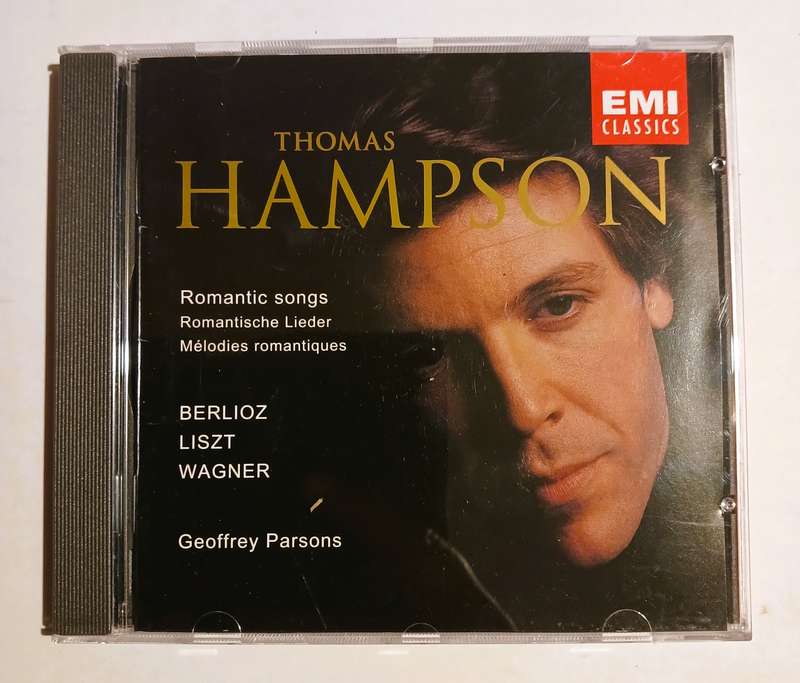 EMI
CLASSICS
THOMAS
HAMPSON
Romantic songs
Romantische Lieder
Mélodies romantiques
BERLIOZ
LISZT
WAGNER
Geoffrey Parsons